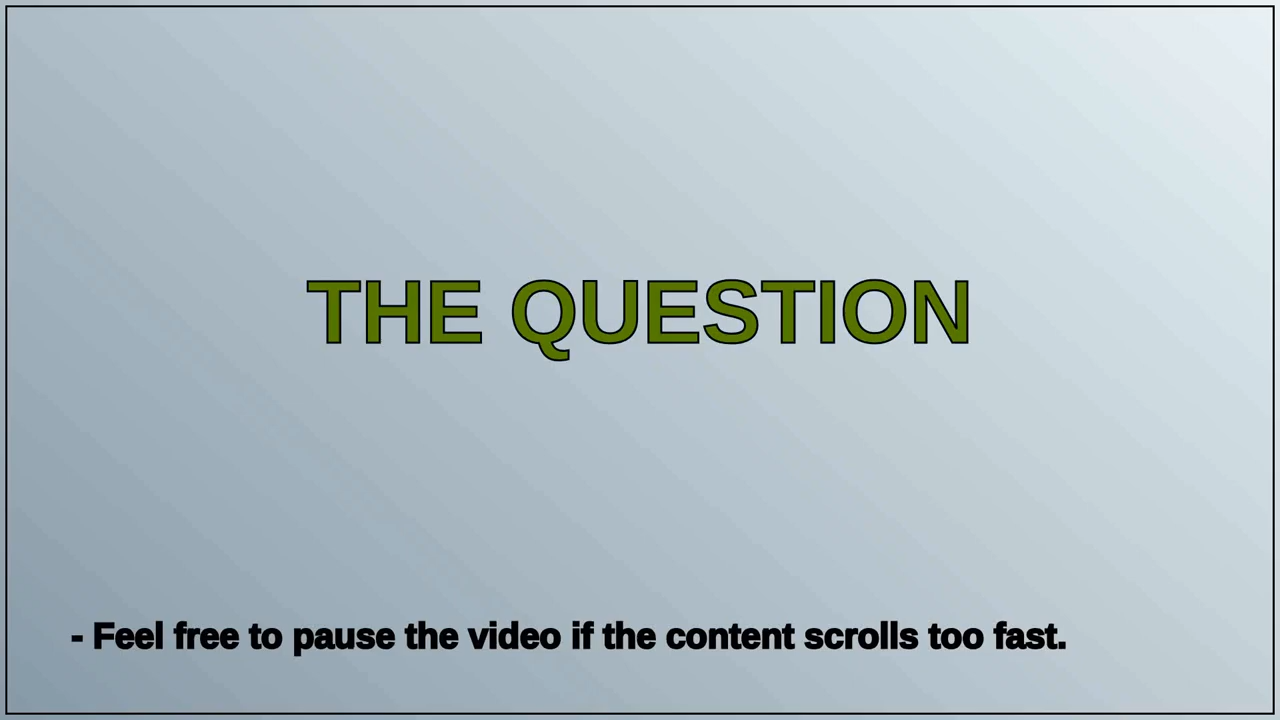 THE QUESTION
- Feel free to pause the video if the content scrolls too fast.